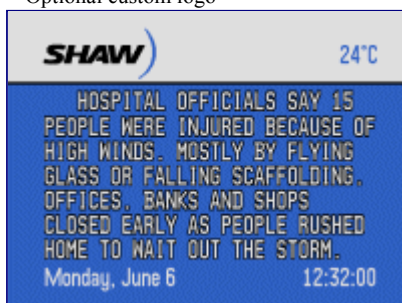 Optional custom logo
SHAW)
24°C
HOSPITAL OFFICIALS SAY 15
PEOPLE WERE INJURED BECAUSE OF
HIGH WINDS. MOSTLY BY FLYING
GLASS OR FALLING SCAFFOLDING.
OFFICES. BANKS AND SHOPS
CLOSED EARLY AS PEOPLE RUSHED
HOME TO WAIT OUT THE STORM.
Monday, June 6
12:32:00